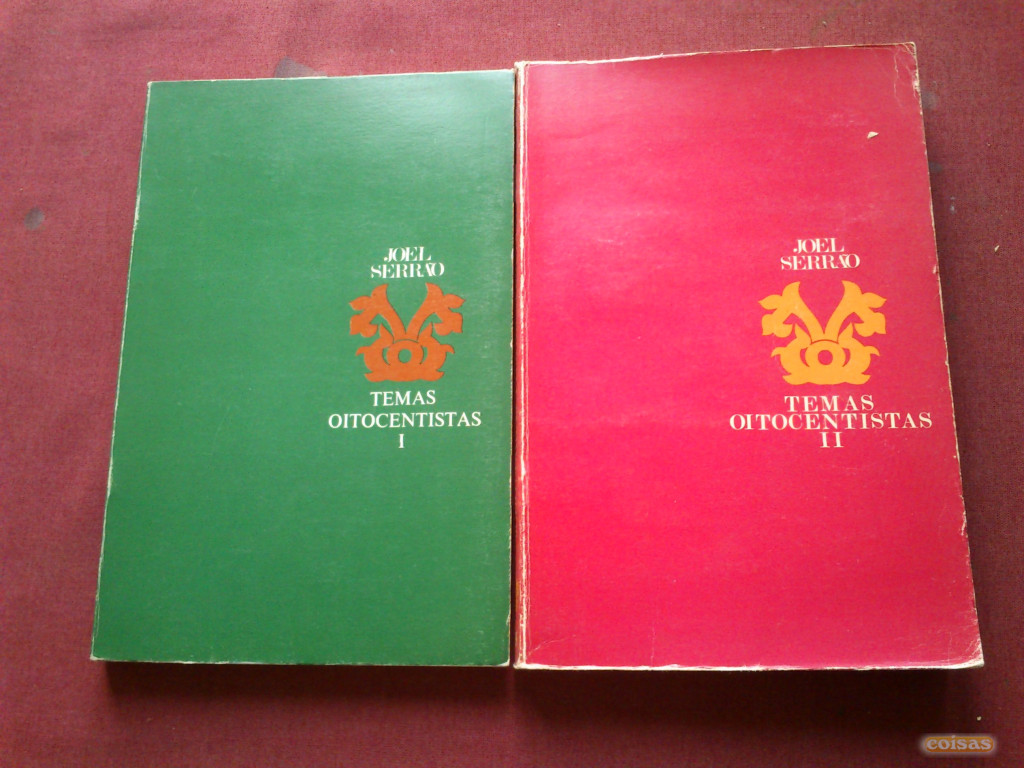 JOEL
SERRÃO
TEMAS
OITOCENTISTAS
I
JOEL
SERRÃO
TEMAS
OITOCENTISTAS
II
coisas